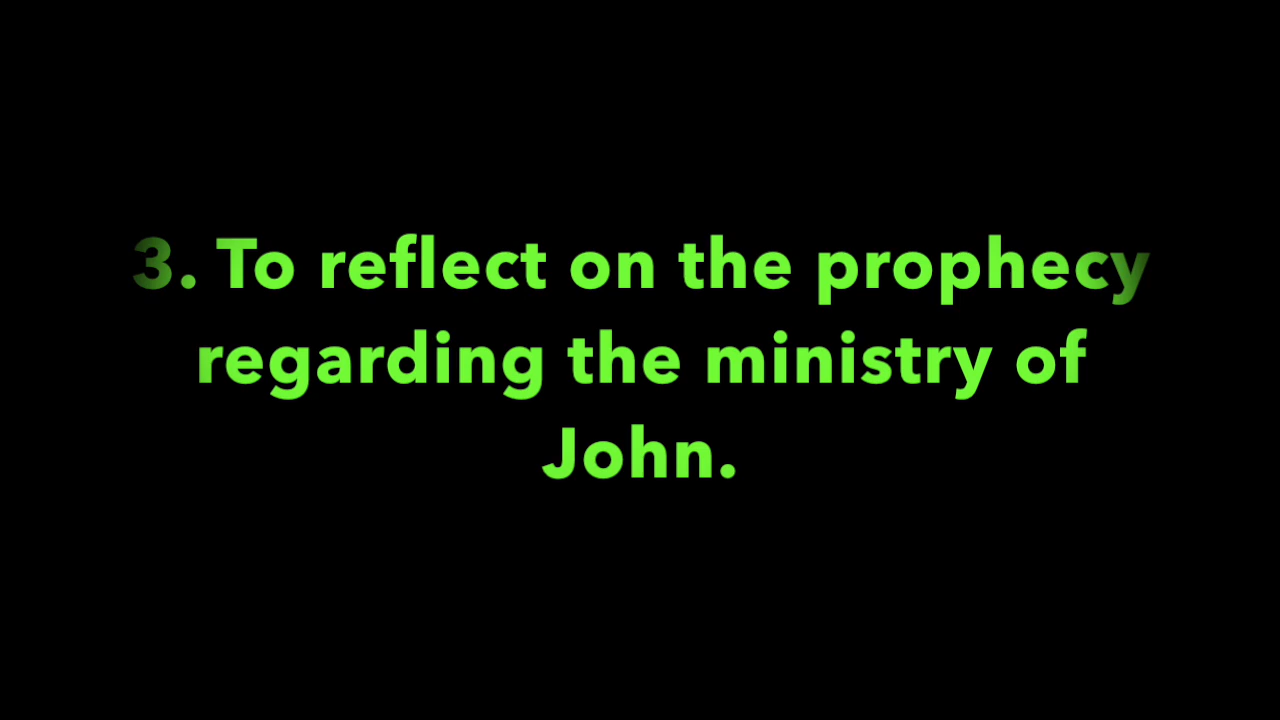 3. To reflect on the prophecy
regarding the ministry of
John.